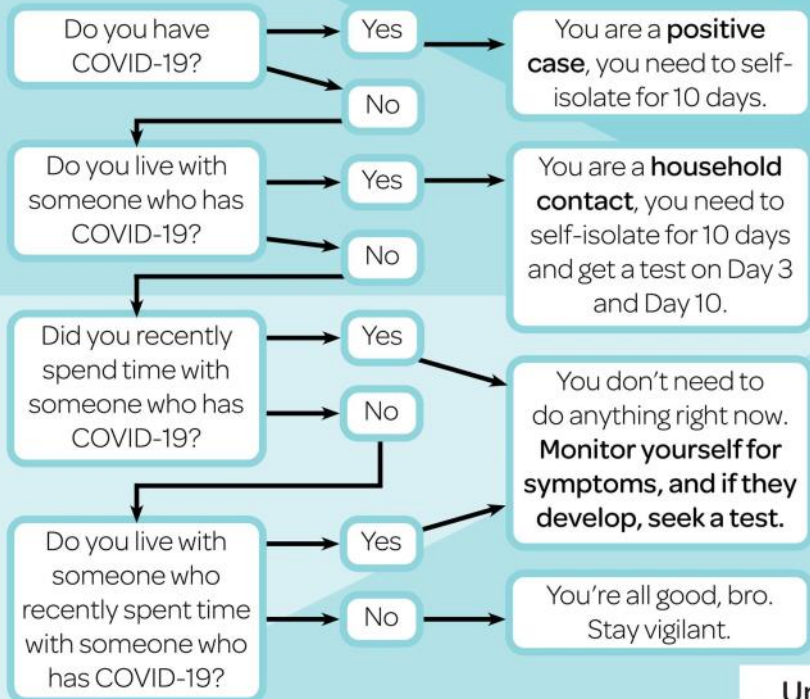 Do you have
COVID-19?
Yes
You are a positive
case, you need to self-
isolate for 10 days.
No
Do you live with
someone who has
COVID-19?
Yes
You are a household
contact, you need to
self-isolate for 10 days
and get a test on Day 3
and Day 10.
No
Did you recently
spend time with
someone who has
COVID-19?
Yes
You don't need to
do anything right now.
Monitor yourself for
symptoms, and if they
develop, seek a test.
No
Do you live with
someone who
recently spent time
with someone who
has COVID-19?
Yes
No
You're all good, bro.
Stay vigilant.